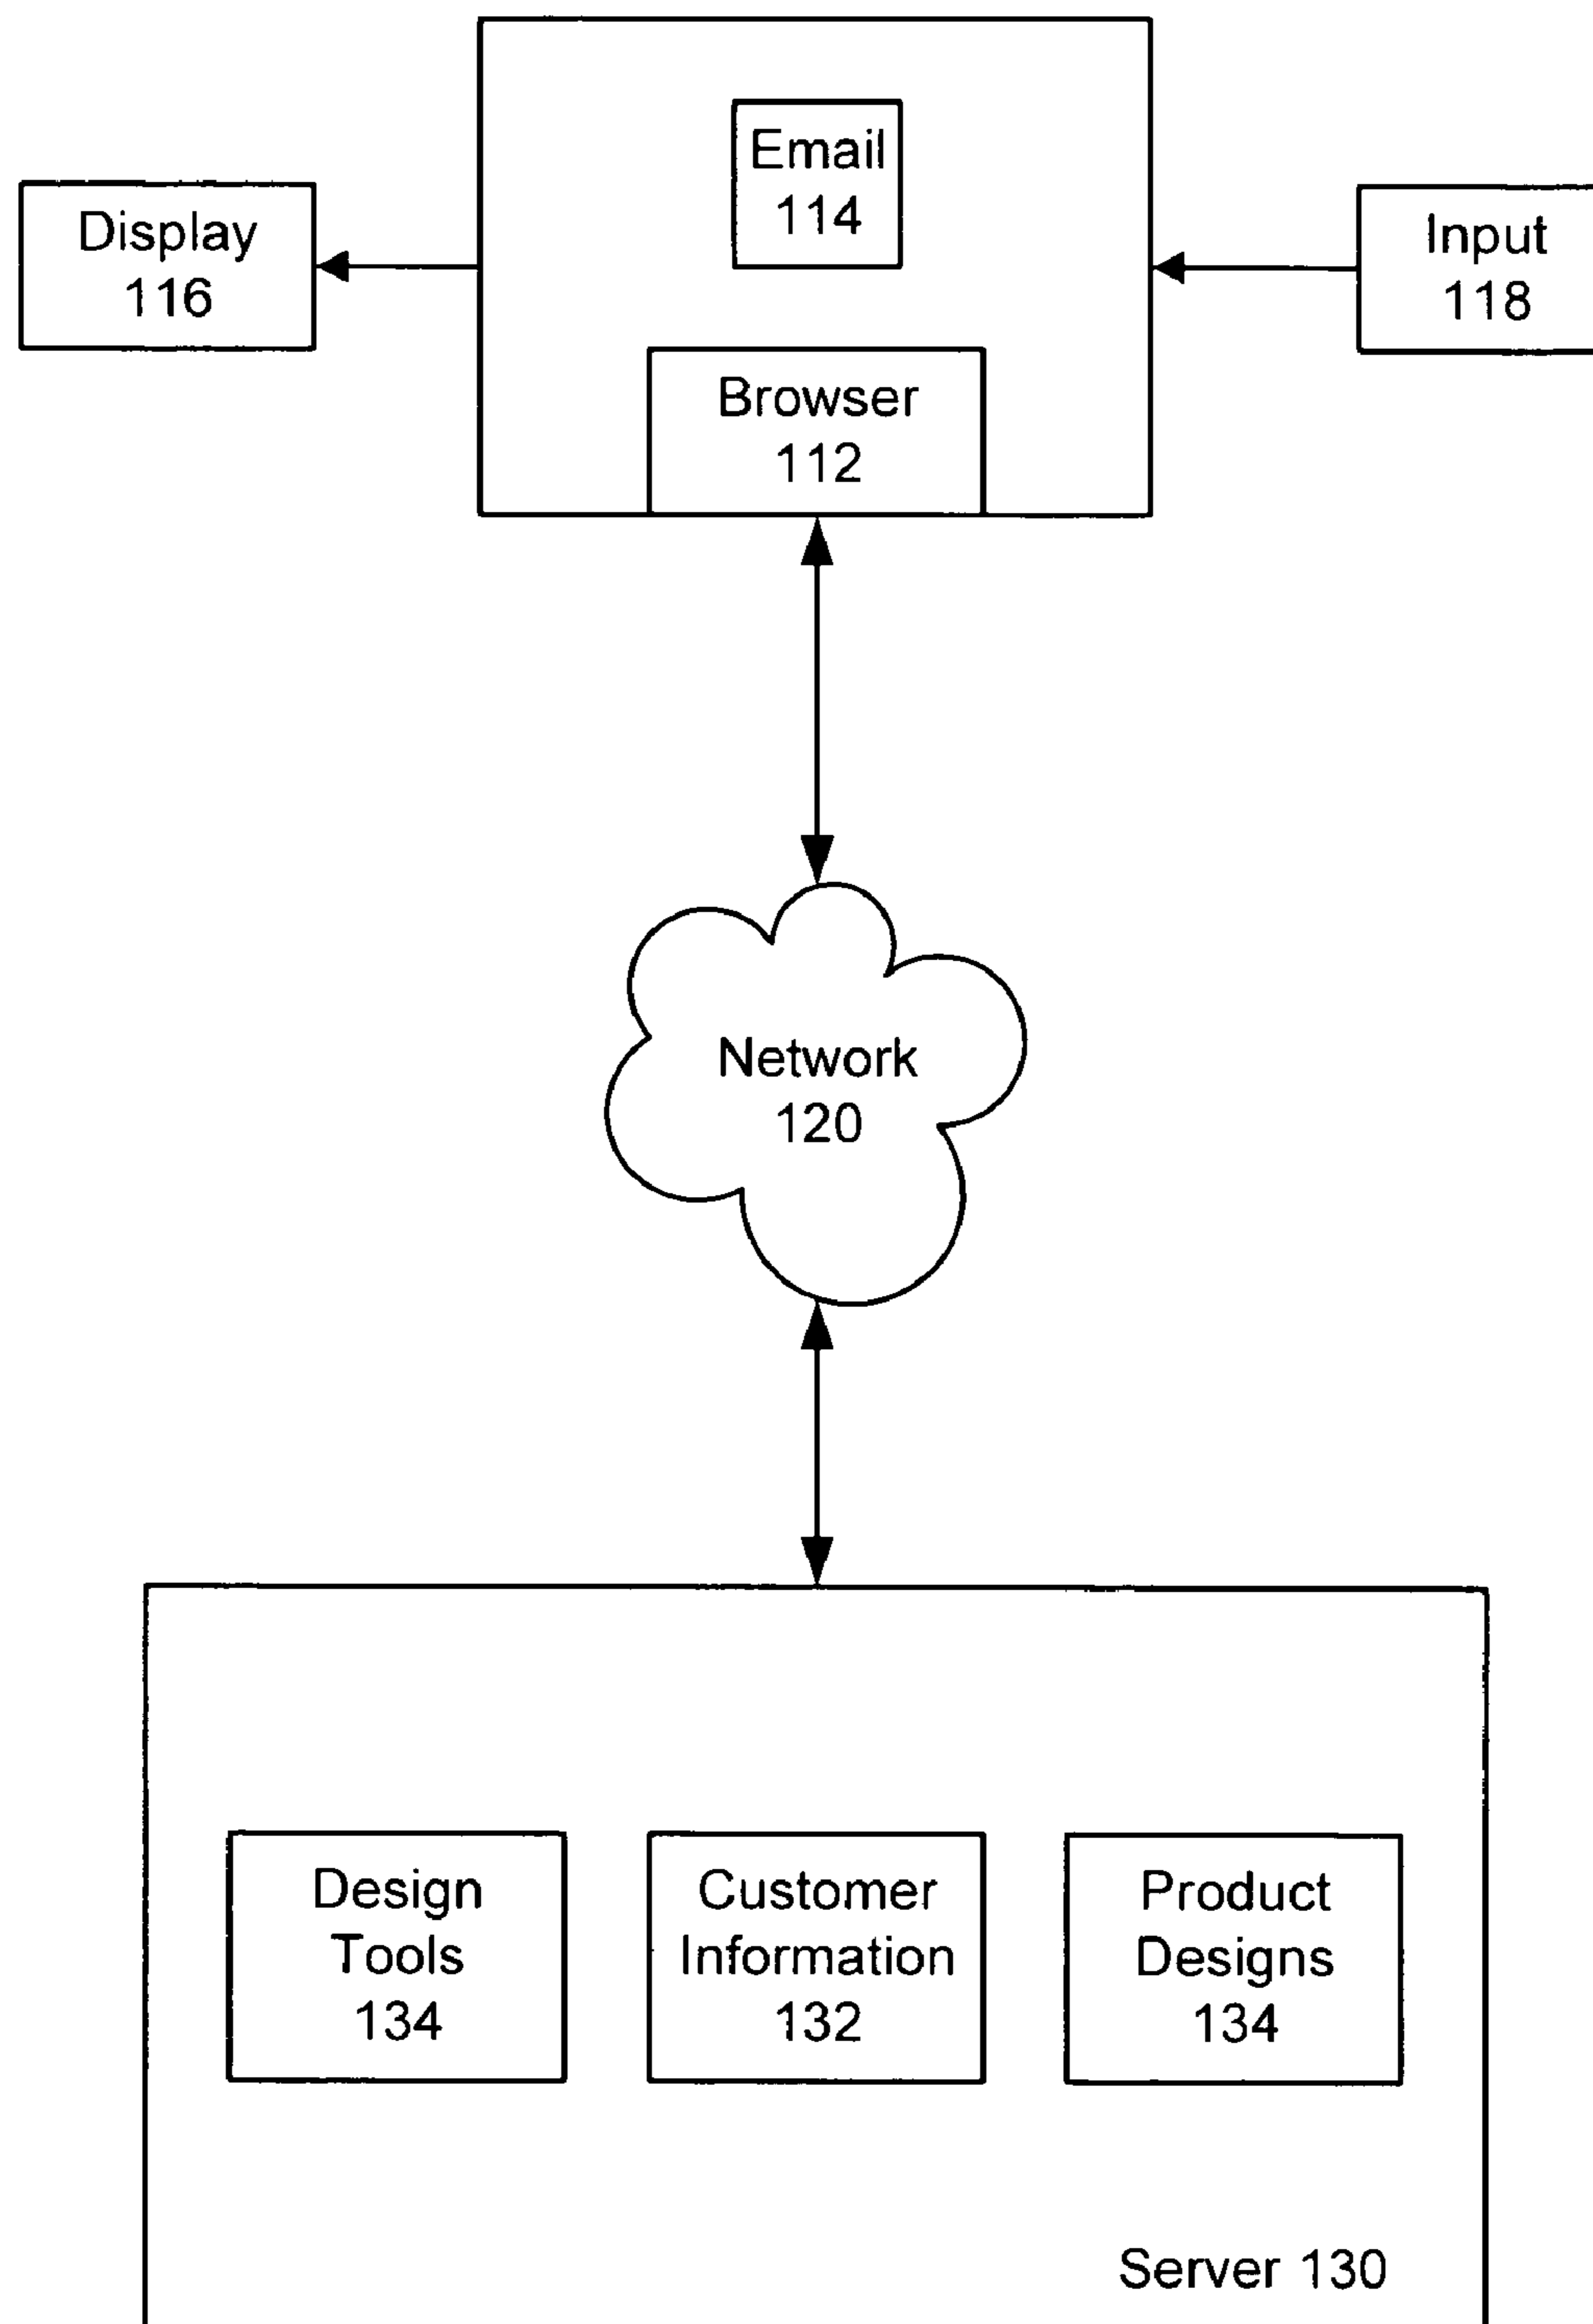 Email
114
Display
116
Input
118
Browser
112
Network
120
Design
Tools
134
Customer
Information
132
Product
Designs
134
Server 130